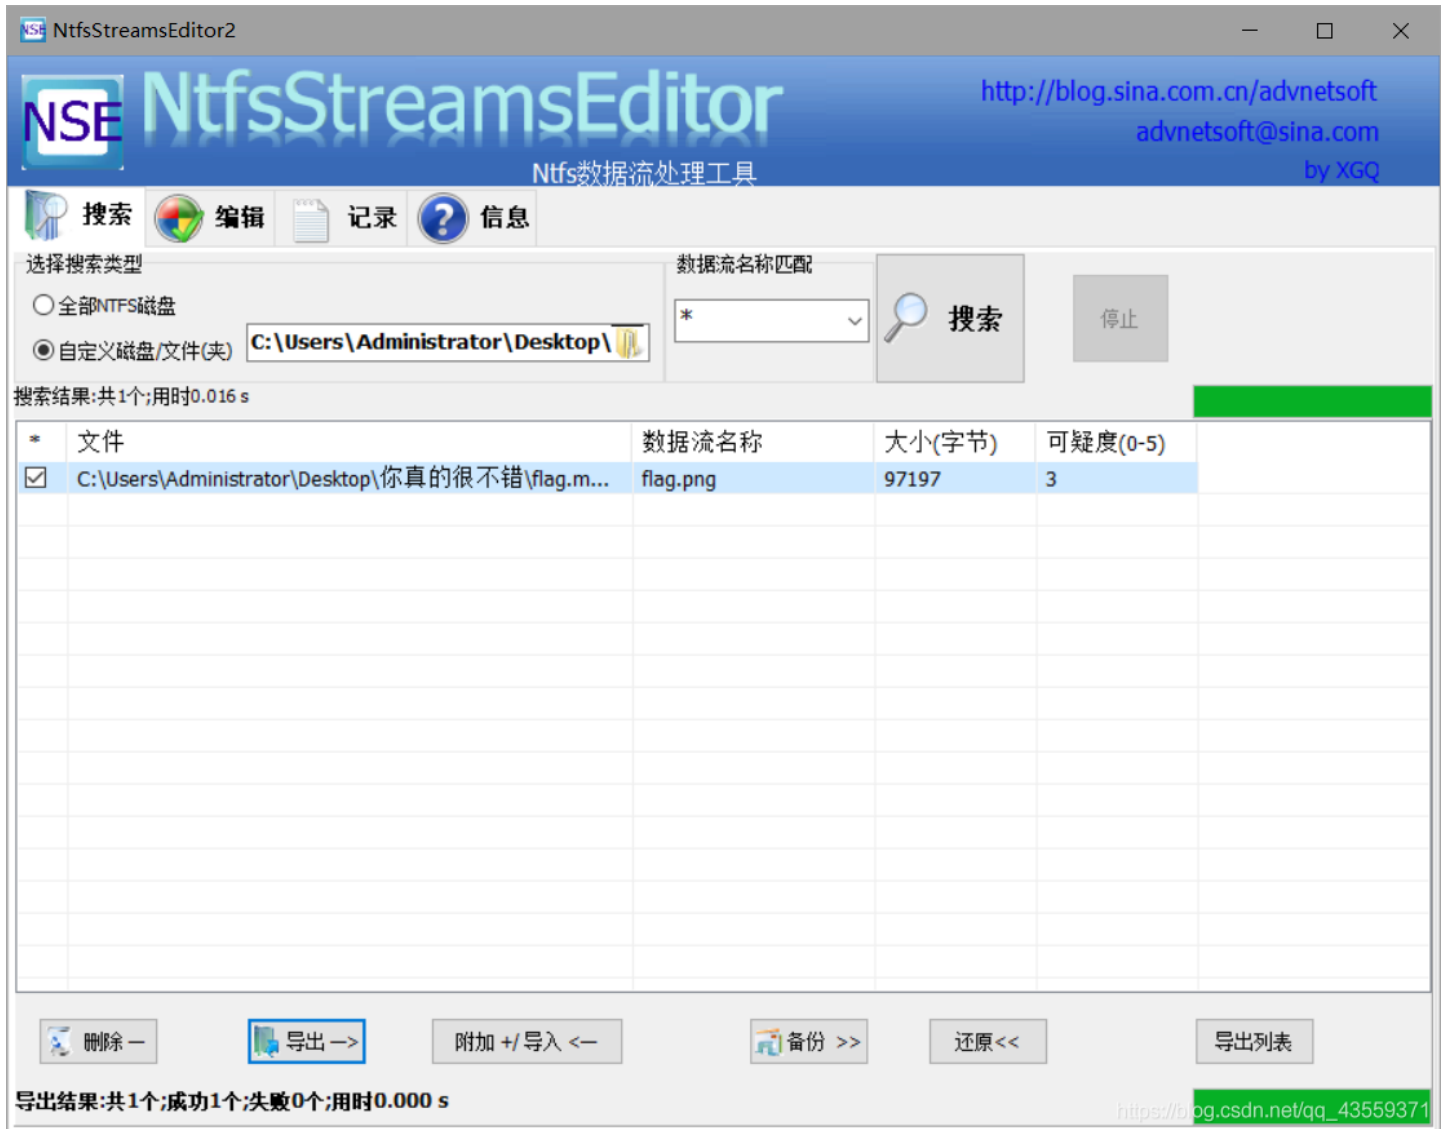 NSE NtfsStreamsEditor2
NSE NtfsStreamsEditor
http://blog.sina.com.cn/advnetsoft
advnetsoft@sina.com
Ntfs数据流处理工具
by XGQ
搜索 编辑 记录 信息
选择搜索类型 数据流名称匹配
全部NTFS磁盘
* 搜索 停止
自定义磁盘/文件(夹) C:\Users\Administrator\Desktop\
搜索结果:共1个;用时0.016 s
* 文件 数据流名称 大小(字节) 可疑度(0-5)
C:\Users\Administrator\Desktop\你真的很不错\flag.m... flag.png 97197 3
删除 — 导出 —> 附加 +/ 导入 <— 备份 >> 还原<< 导出列表
导出结果:共1个;成功1个;失败0个;用时0.000 s
https://blog.csdn.net/qq_43559371